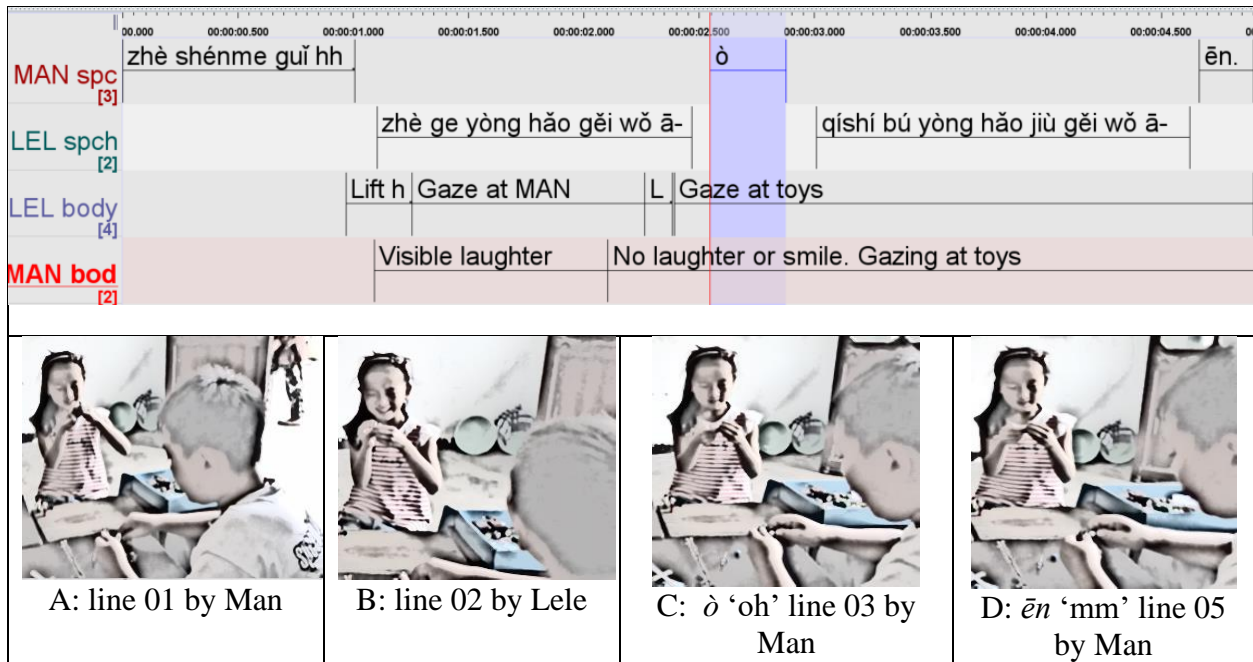 00.000 00:00:00.500 00:00:01.000 00:00:01.500 00:00:02.000 00:00:02.500 00:00:03.000 00:00:03.500 00:00:04.000 00:00:04.500
MAN spc
[3]
zhè shénme guǐ hh
ò
ēn.
LEL spch
[2]
zhè ge yòng hǎo gěi wǒ ā-
qíshí bú yòng hǎo jiù gěi wǒ ā-
LEL body
[4]
Lift h
Gaze at MAN
L
Gaze at toys
MAN bod
[2]
Visible laughter
No laughter or smile. Gazing at toys
A: line 01 by Man
B: line 02 by Lele
C: ò ‘oh’ line 03 by
Man
D: ēn ‘mm’ line 05
by Man